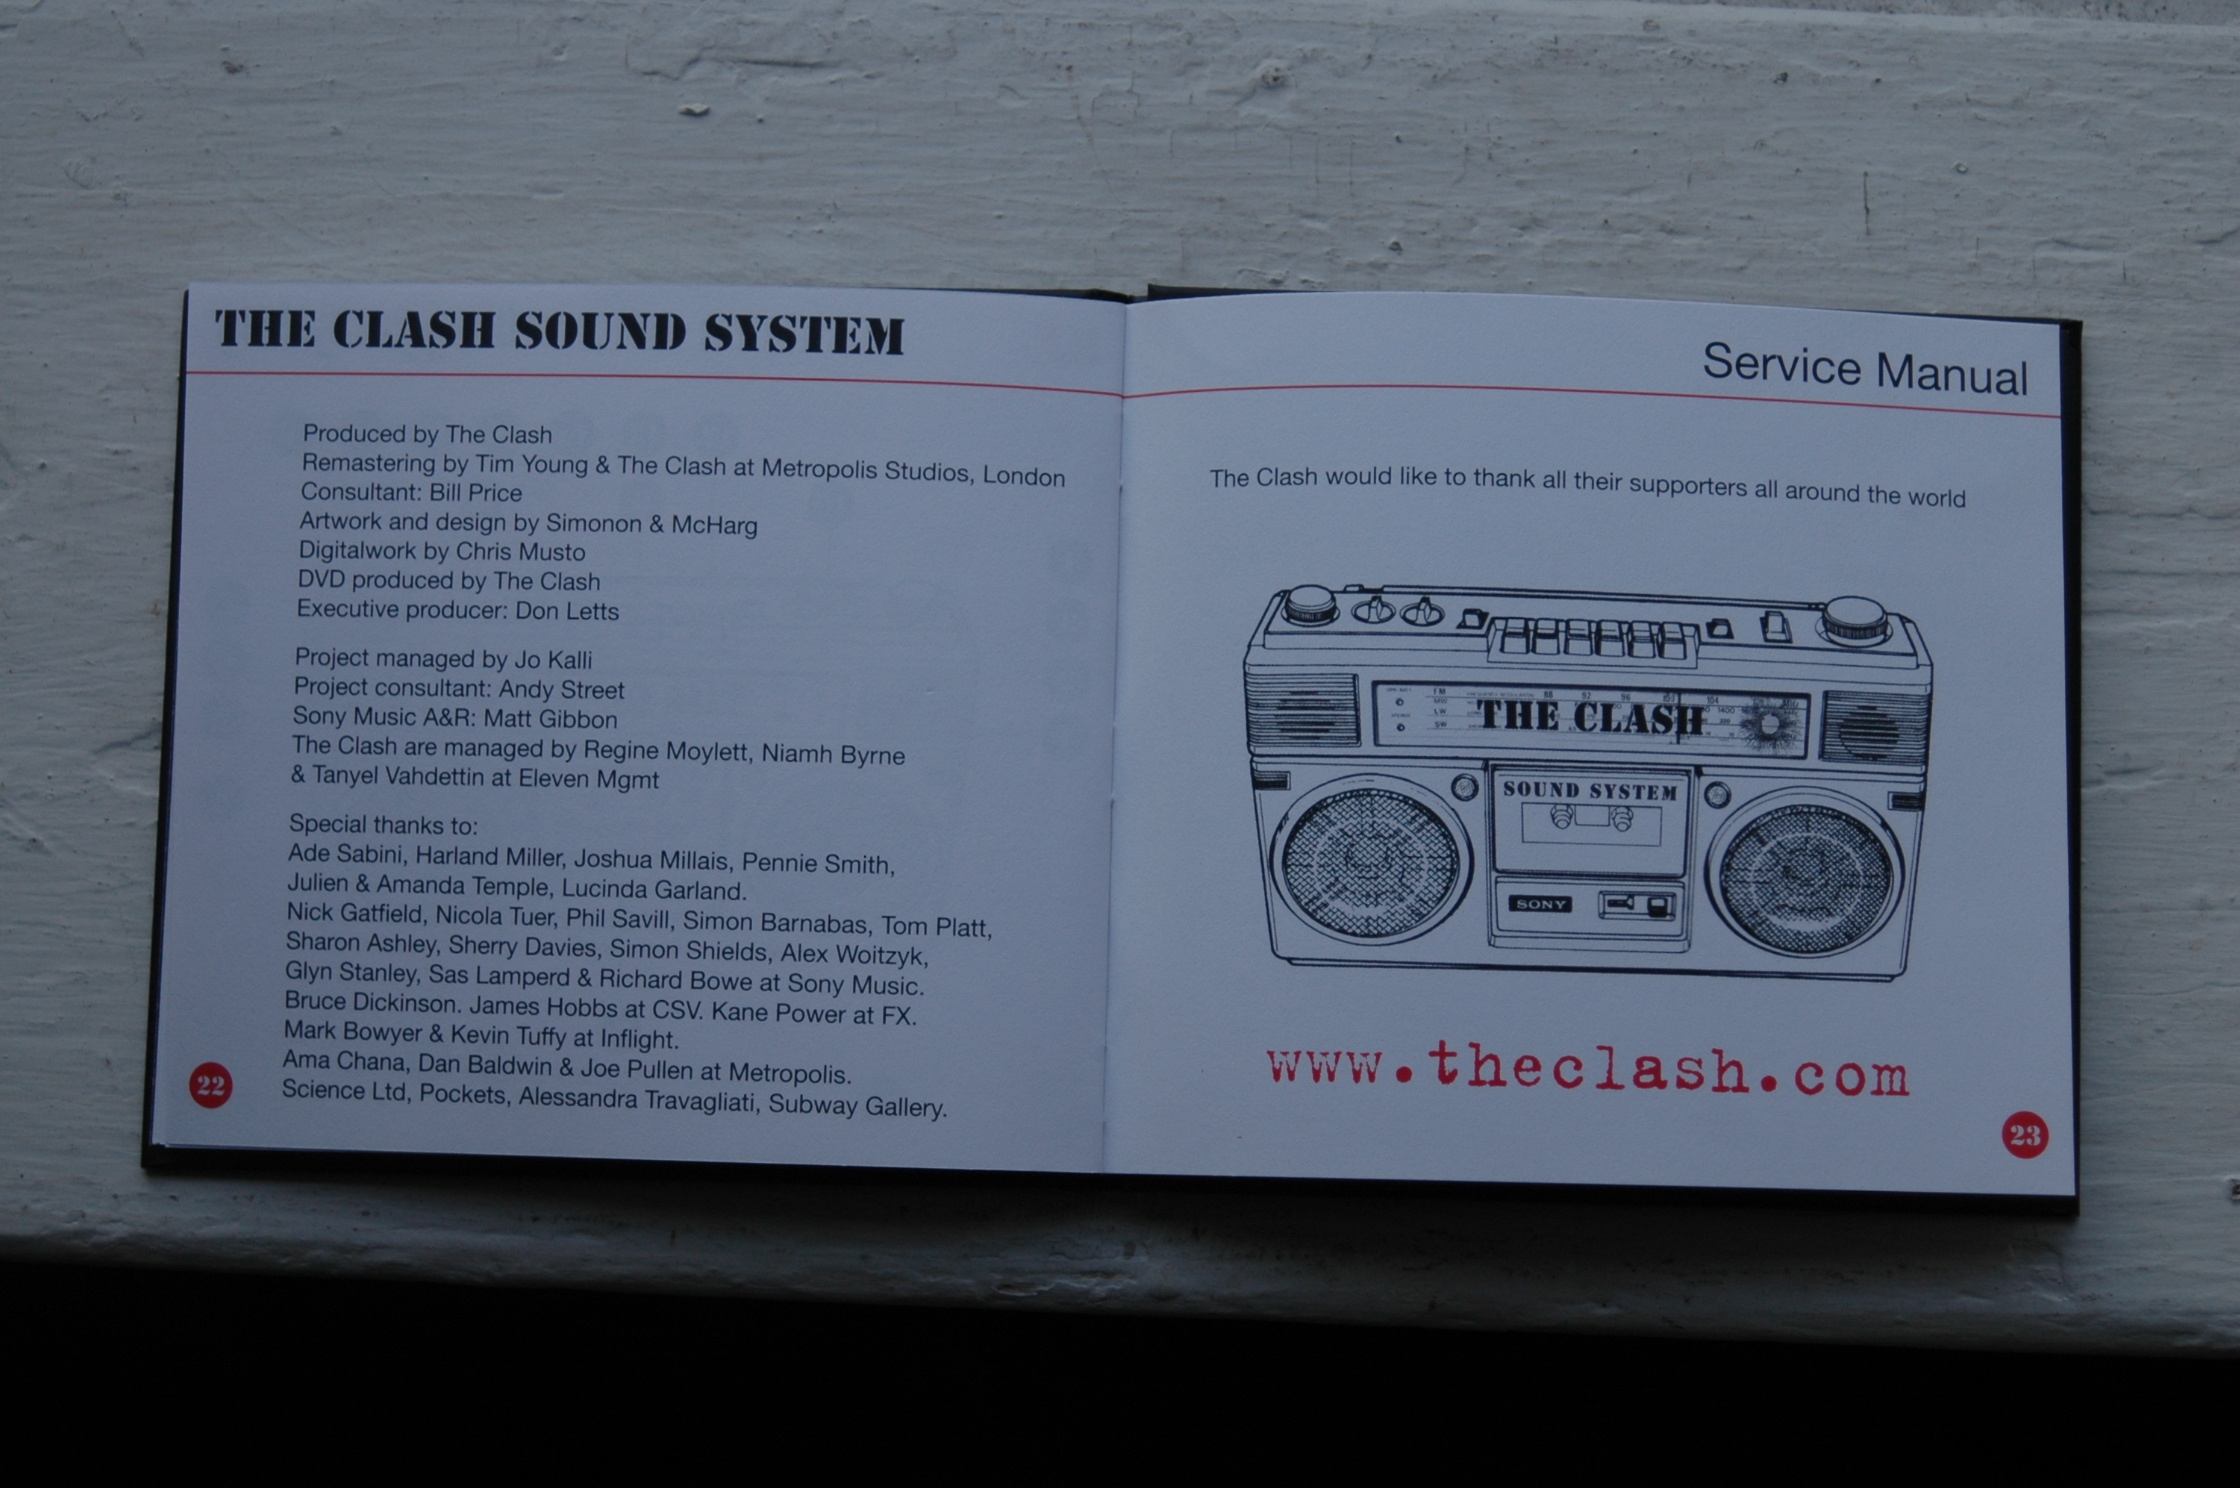 THE CLASH SOUND SYSTEM
Produced by The Clash
Remastering by Tim Young & The Clash at Metropolis Studios, London
Consultant: Bill Price
Artwork and design by Simonon & McHarg
Digitalwork by Chris Musto
DVD produced by The Clash
Executive producer: Don Letts
Project managed by Jo Kalli
Project consultant: Andy Street
Sony Music A&R: Matt Gibbon
The Clash are managed by Regine Moylett, Niamh Byrne
& Tanyel Vahdettin at Eleven Mgmt
Special thanks to:
Ade Sabini, Harland Miller, Joshua Millais, Pennie Smith,
Julien & Amanda Temple, Lucinda Garland.
Nick Gatfield, Nicola Tuer, Phil Savill, Simon Barnabas, Tom Platt,
Sharon Ashley, Sherry Davies, Simon Shields, Alex Woitzyk,
Glyn Stanley, Sas Lamperd & Richard Bowe at Sony Music.
Bruce Dickinson. James Hobbs at CSV. Kane Power at FX.
Mark Bowyer & Kevin Tuffy at Inflight.
Ama Chana, Dan Baldwin & Joe Pullen at Metropolis.
Science Ltd, Pockets, Alessandra Travagliati, Subway Gallery.
22
Service Manual
The Clash would like to thank all their supporters all around the world
FM 88 92 96 104
MW 1400
LW
SW
THE CLASH
SOUND SYSTEM
SONY
www.theclash.com
23